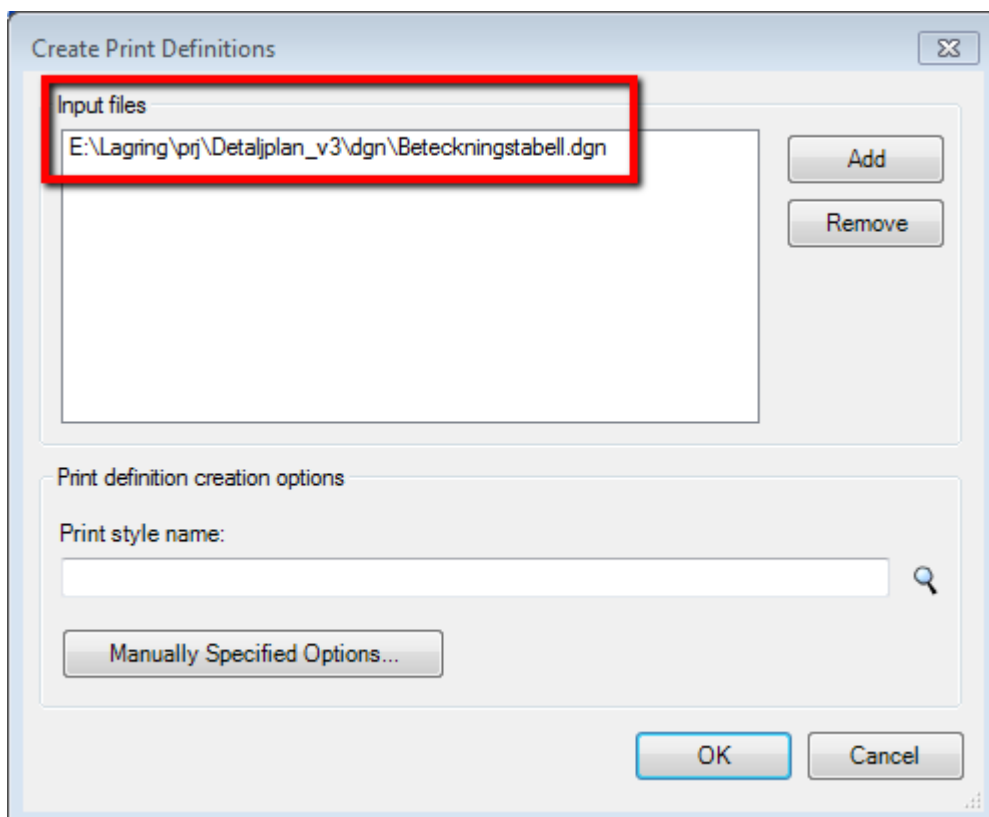 Create Print Definitions
Input files
E:\Lagring\prj\Detaljplan_v3\dgn\Beteckningstabell.dgn
Add
Remove
Print definition creation options
Print style name:
Manually Specified Options...
OK
Cancel